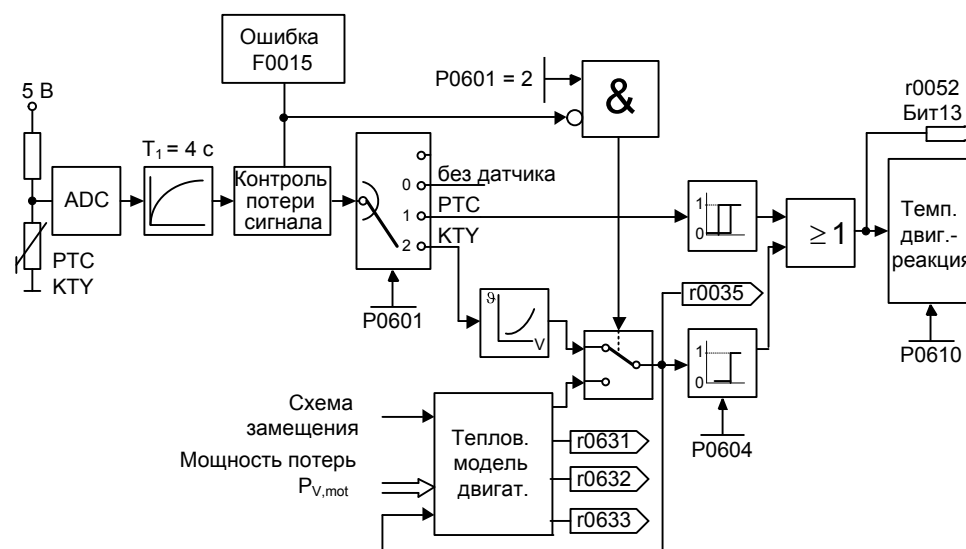 Ошибка
F0015
P0601 = 2
&
r0052
Бит13
5 В
T1 = 4 с
ADC
Контроль
потери
сигнала
0
без датчика
1
PTC
2
KTY
1
0
≥1
Темп.
двиг.-
реакция
PTC
KTY
P0601
ϑ
V
r0035
1
0
P0610
P0604
Схема
замещения
Мощность потерь
PV,mot
Теплов.
модель
двигат.
r0631
r0632
r0633